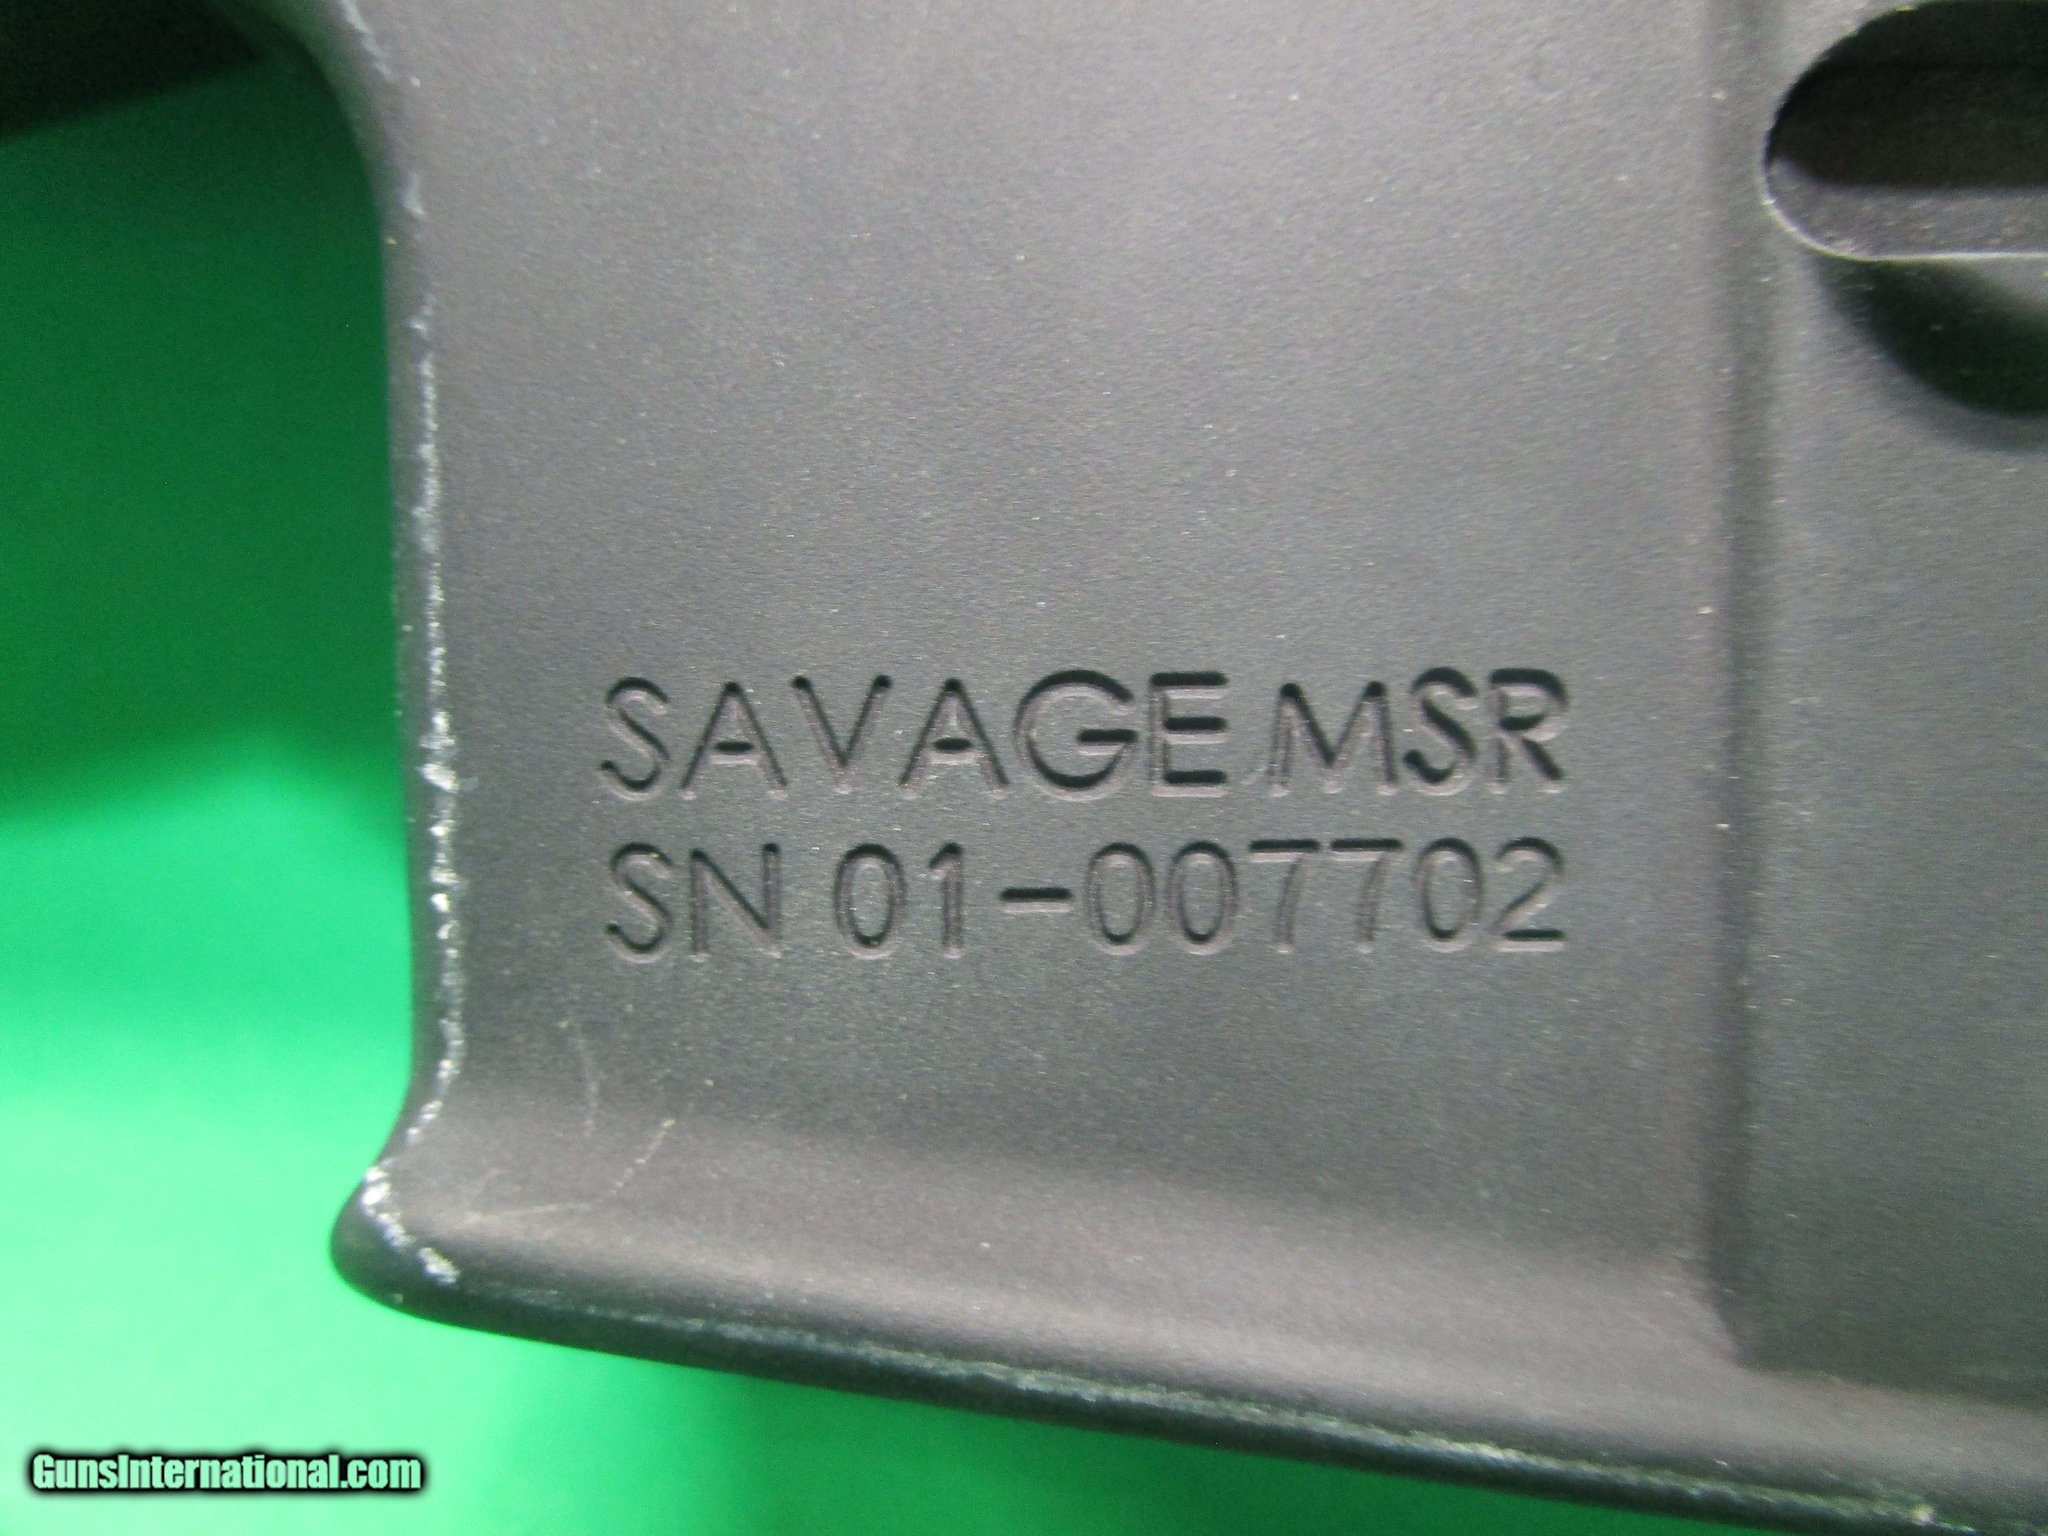 SAVAGE MSR
SN 01-007702
GunsInternational.com